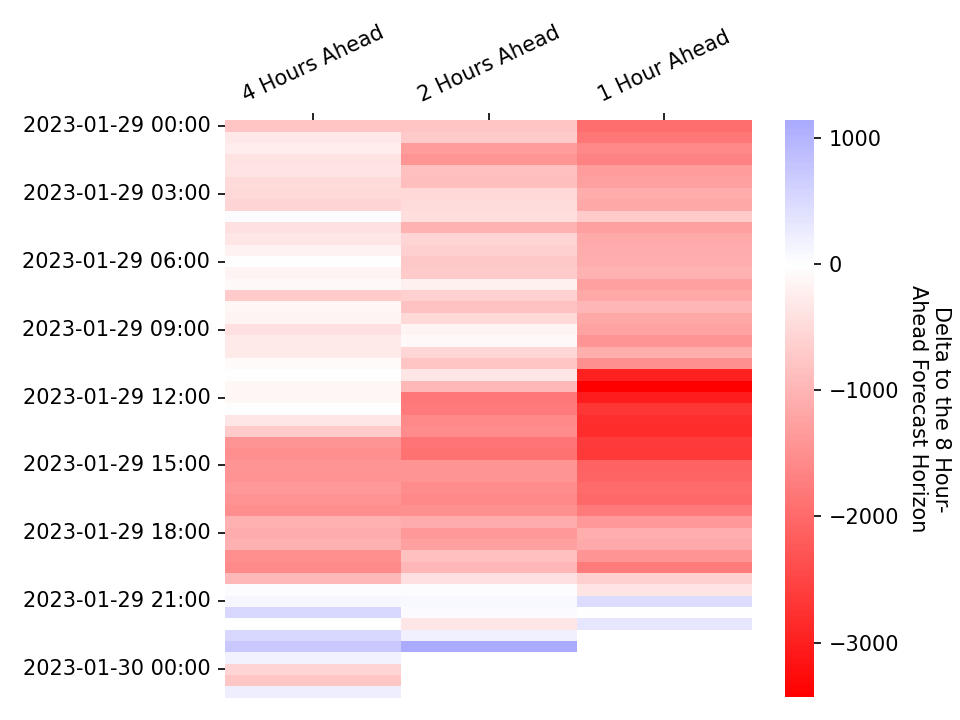 4 Hours Ahead
2 Hours Ahead
1 Hour Ahead
2023-01-29 00:00
2023-01-29 03:00
2023-01-29 06:00
2023-01-29 09:00
2023-01-29 12:00
2023-01-29 15:00
2023-01-29 18:00
2023-01-29 21:00
2023-01-30 00:00
1000
0
−1000
−2000
−3000
Delta to the 8 Hour-
Ahead Forecast Horizon